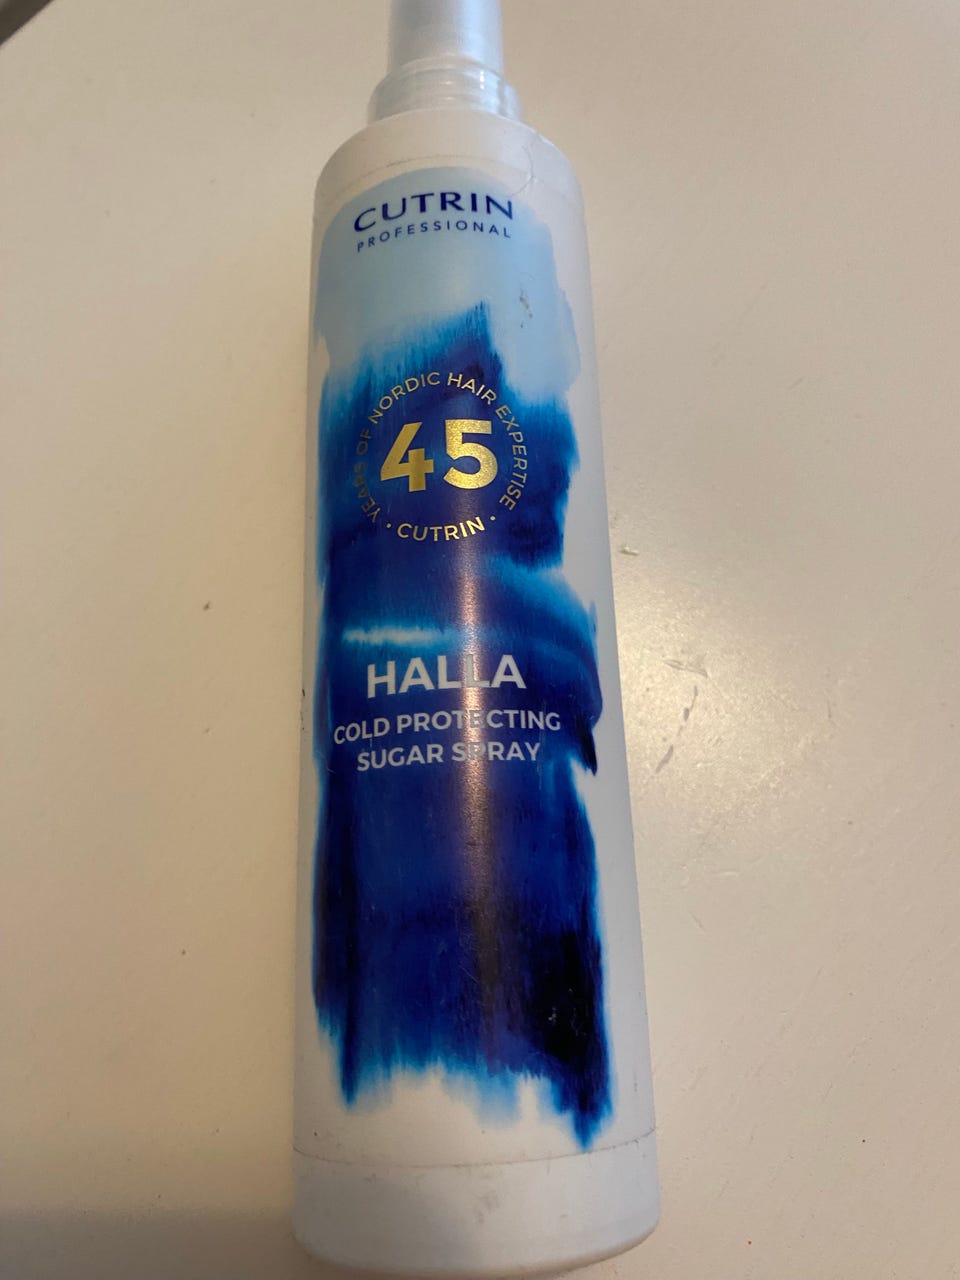 CUTRIN
PROFESSIONAL
YEARS OF NORDIC HAIR EXPERTISE
45
· CUTRIN ·
HALLA
COLD PROTECTING
SUGAR SPRAY